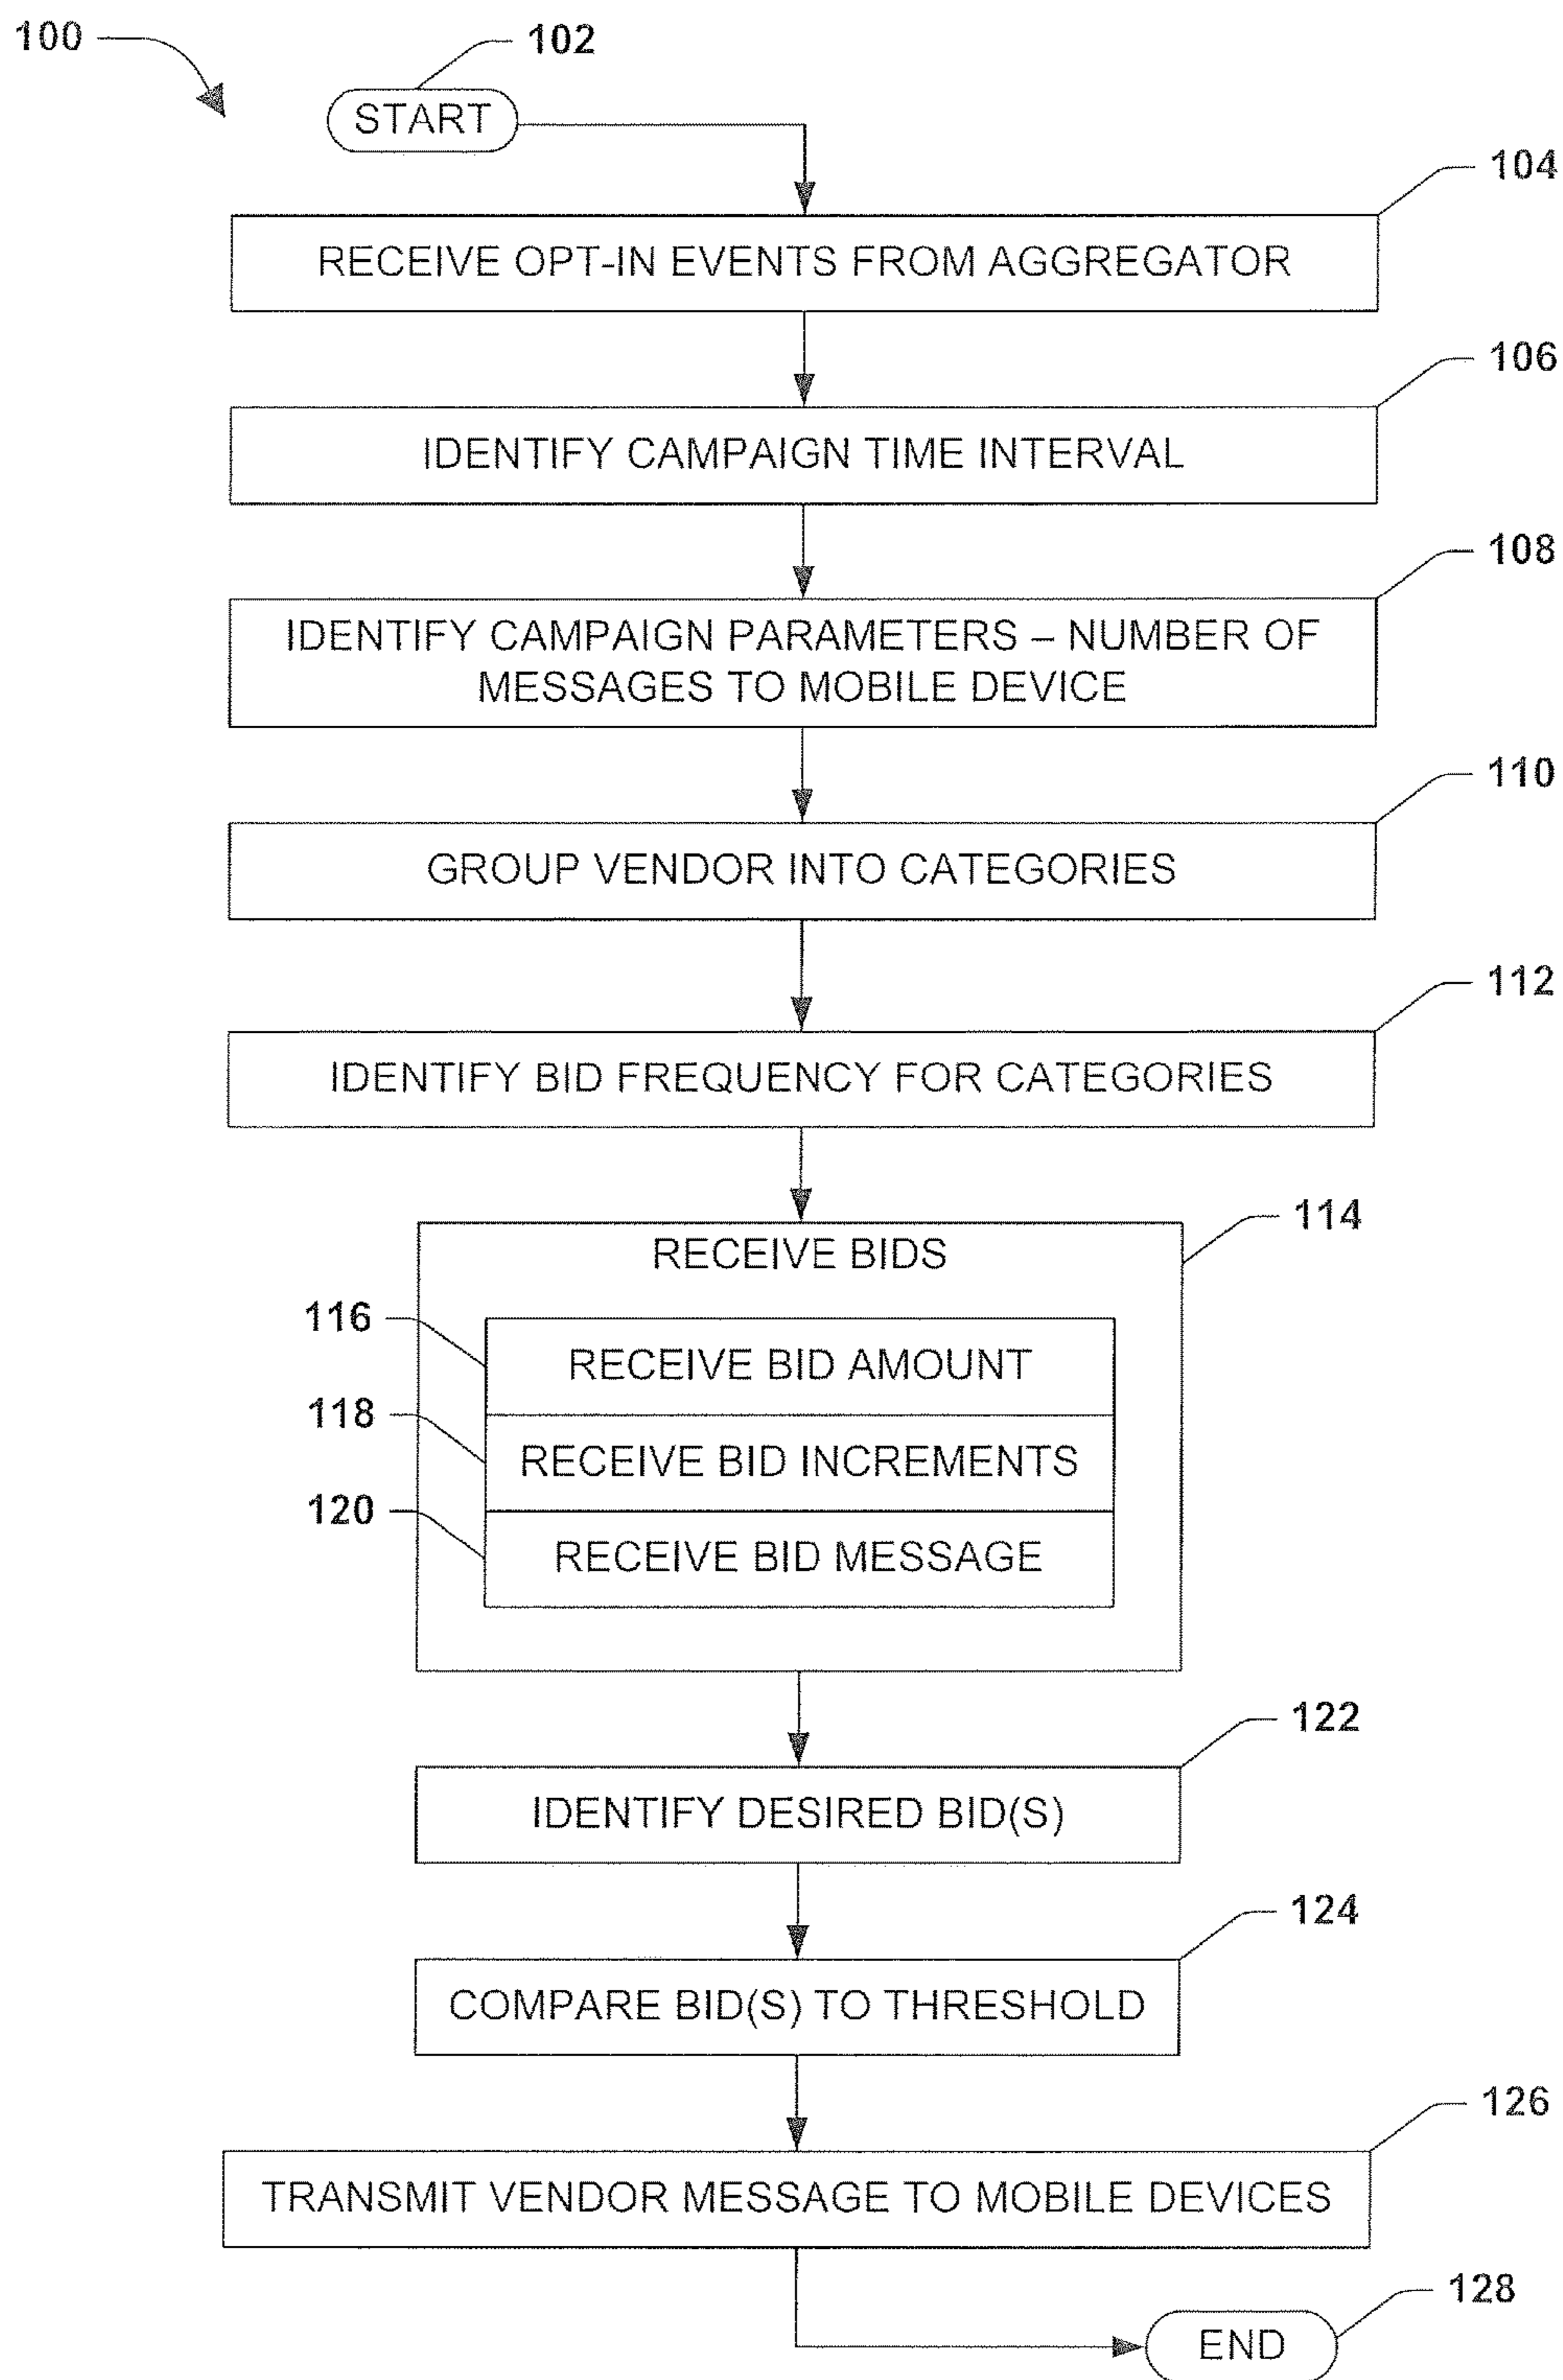 100
102
START
104
RECEIVE OPT-IN EVENTS FROM AGGREGATOR
106
IDENTIFY CAMPAIGN TIME INTERVAL
108
IDENTIFY CAMPAIGN PARAMETERS – NUMBER OF
MESSAGES TO MOBILE DEVICE
110
GROUP VENDOR INTO CATEGORIES
112
IDENTIFY BID FREQUENCY FOR CATEGORIES
114
RECEIVE BIDS
116
RECEIVE BID AMOUNT
118
RECEIVE BID INCREMENTS
120
RECEIVE BID MESSAGE
122
IDENTIFY DESIRED BID(S)
124
COMPARE BID(S) TO THRESHOLD
126
TRANSMIT VENDOR MESSAGE TO MOBILE DEVICES
128
END